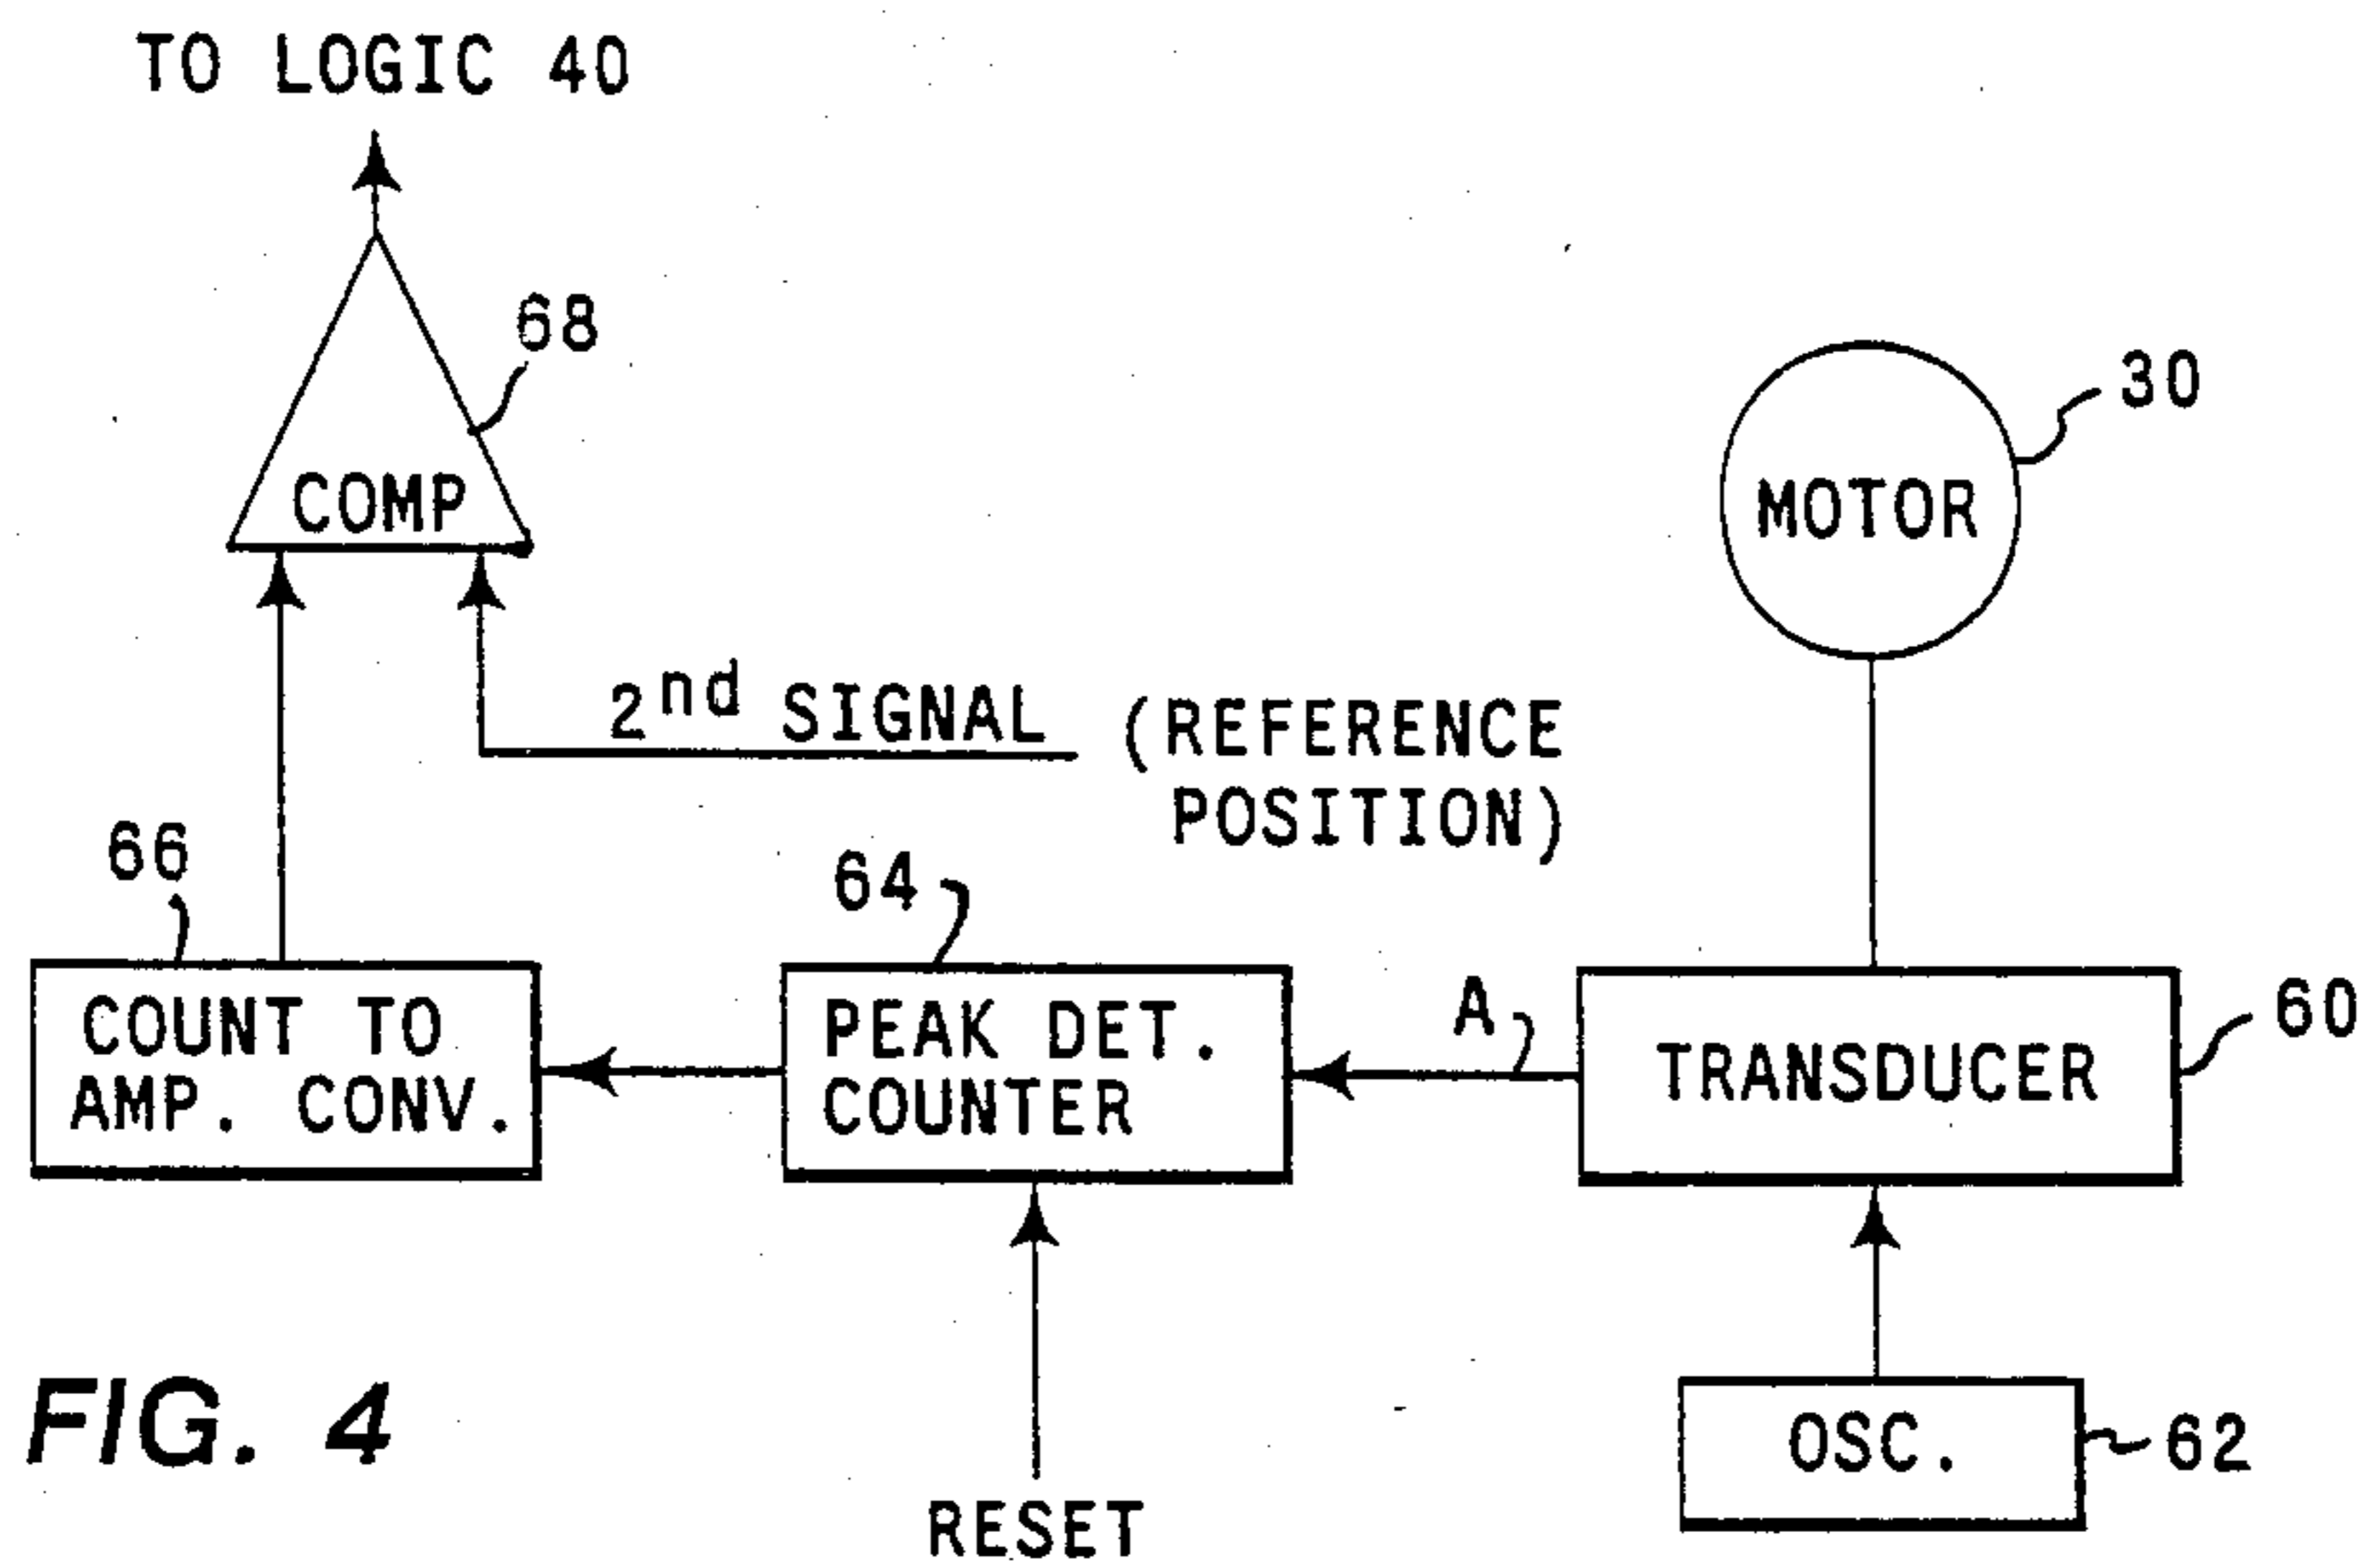 TO LOGIC 40
68
COMP
30
MOTOR
2nd SIGNAL (REFERENCE
POSITION)
66
64
COUNT TO
AMP. CONV.
PEAK DET.
COUNTER
A
TRANSDUCER
60
OSC.
62
RESET
FIG. 4